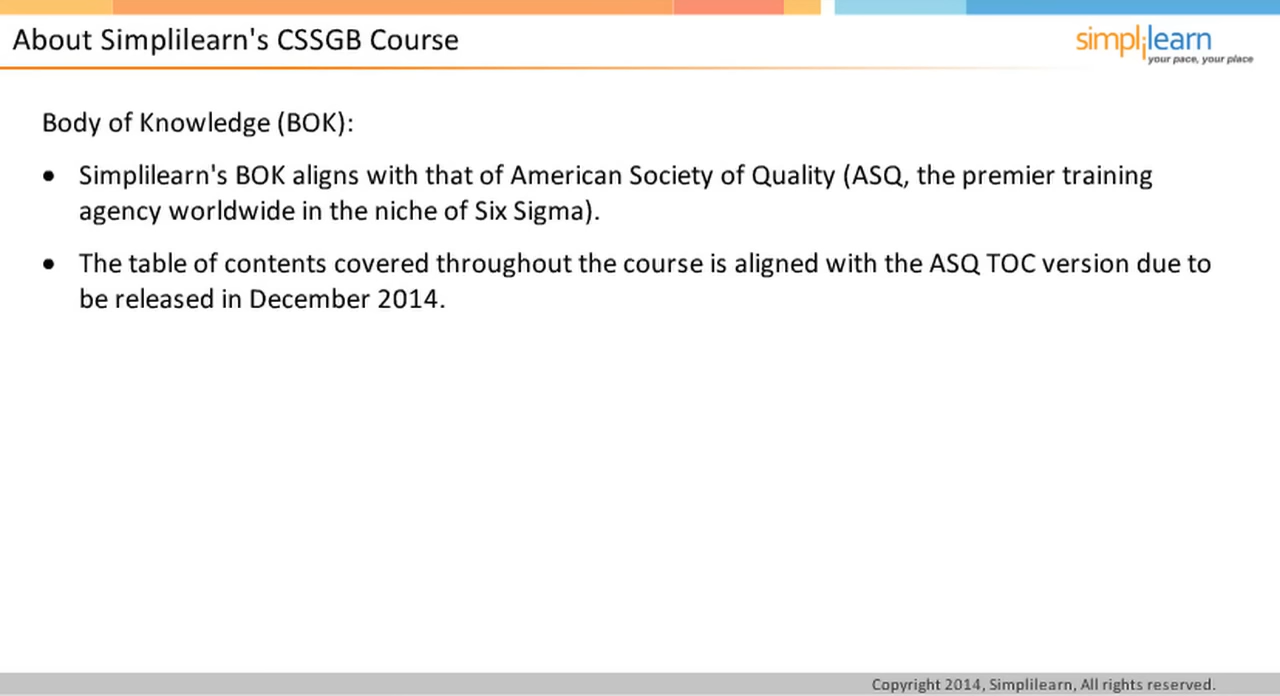 About Simplilearn's CSSGB Course
simplilearn
your pace, your place
Body of Knowledge (BOK):
• Simplilearn's BOK aligns with that of American Society of Quality (ASQ, the premier training
agency worldwide in the niche of Six Sigma).
• The table of contents covered throughout the course is aligned with the ASQ TOC version due to
be released in December 2014.
Copyright 2014, Simplilearn, All rights reserved.